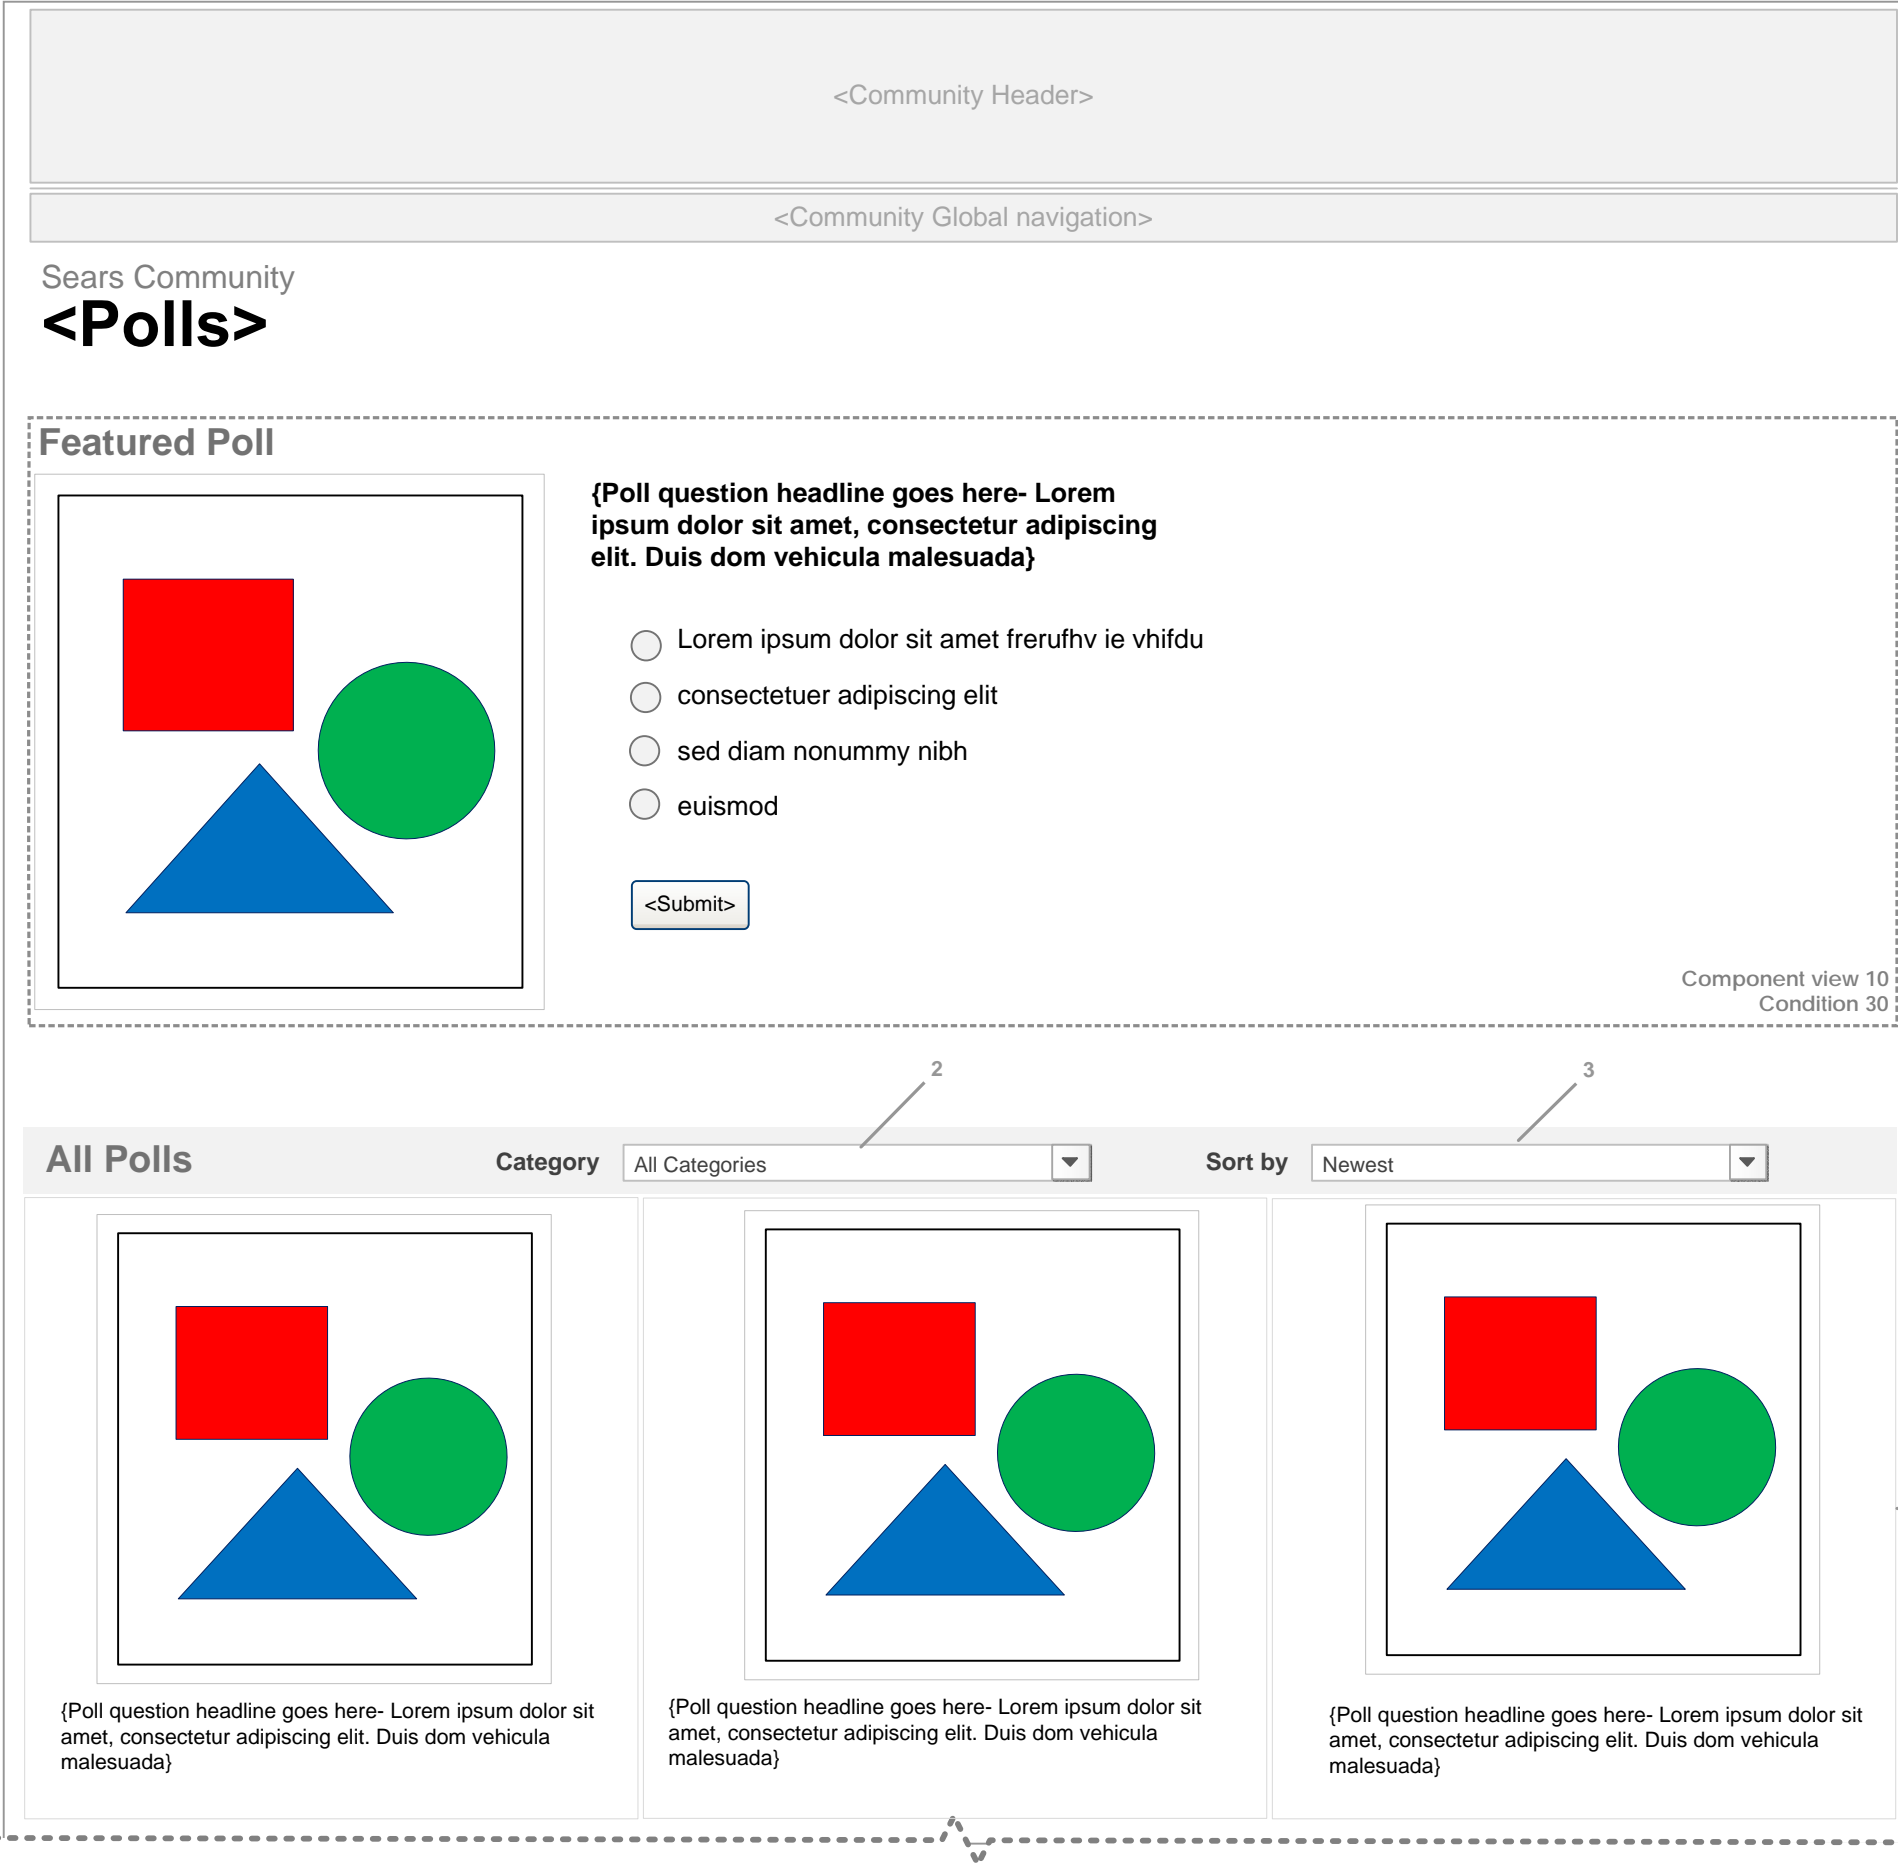 <Community Header>
<Community Global navigation>
Sears Community
<Polls>
Featured Poll
{Poll question headline goes here- Lorem
ipsum dolor sit amet, consectetur adipiscing
elit. Duis dom vehicula malesuada}
Lorem ipsum dolor sit amet frerufhv ie vhifdu
consectetuer adipiscing elit
sed diam nonummy nibh
euismod
<Submit>
Component view 10
Condition 30
2
3
All Polls
Category
All Categories
Sort by
Newest
{Poll question headline goes here- Lorem ipsum dolor sit
amet, consectetur adipiscing elit. Duis dom vehicula
malesuada}
{Poll question headline goes here- Lorem ipsum dolor sit
amet, consectetur adipiscing elit. Duis dom vehicula
malesuada}
{Poll question headline goes here- Lorem ipsum dolor sit
amet, consectetur adipiscing elit. Duis dom vehicula
malesuada}